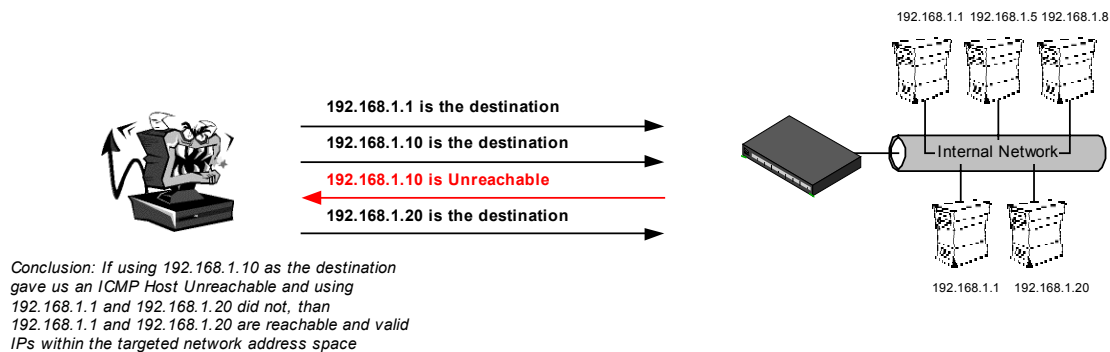 192.168.1.1 192.168.1.5 192.168.1.8
192.168.1.1 is the destination
192.168.1.10 is the destination
192.168.1.10 is Unreachable
192.168.1.20 is the destination
Internal Network
192.168.1.1 192.168.1.20
Conclusion: If using 192.168.1.10 as the destination
gave us an ICMP Host Unreachable and using
192.168.1.1 and 192.168.1.20 did not, than
192.168.1.1 and 192.168.1.20 are reachable and valid
IPs within the targeted network address space